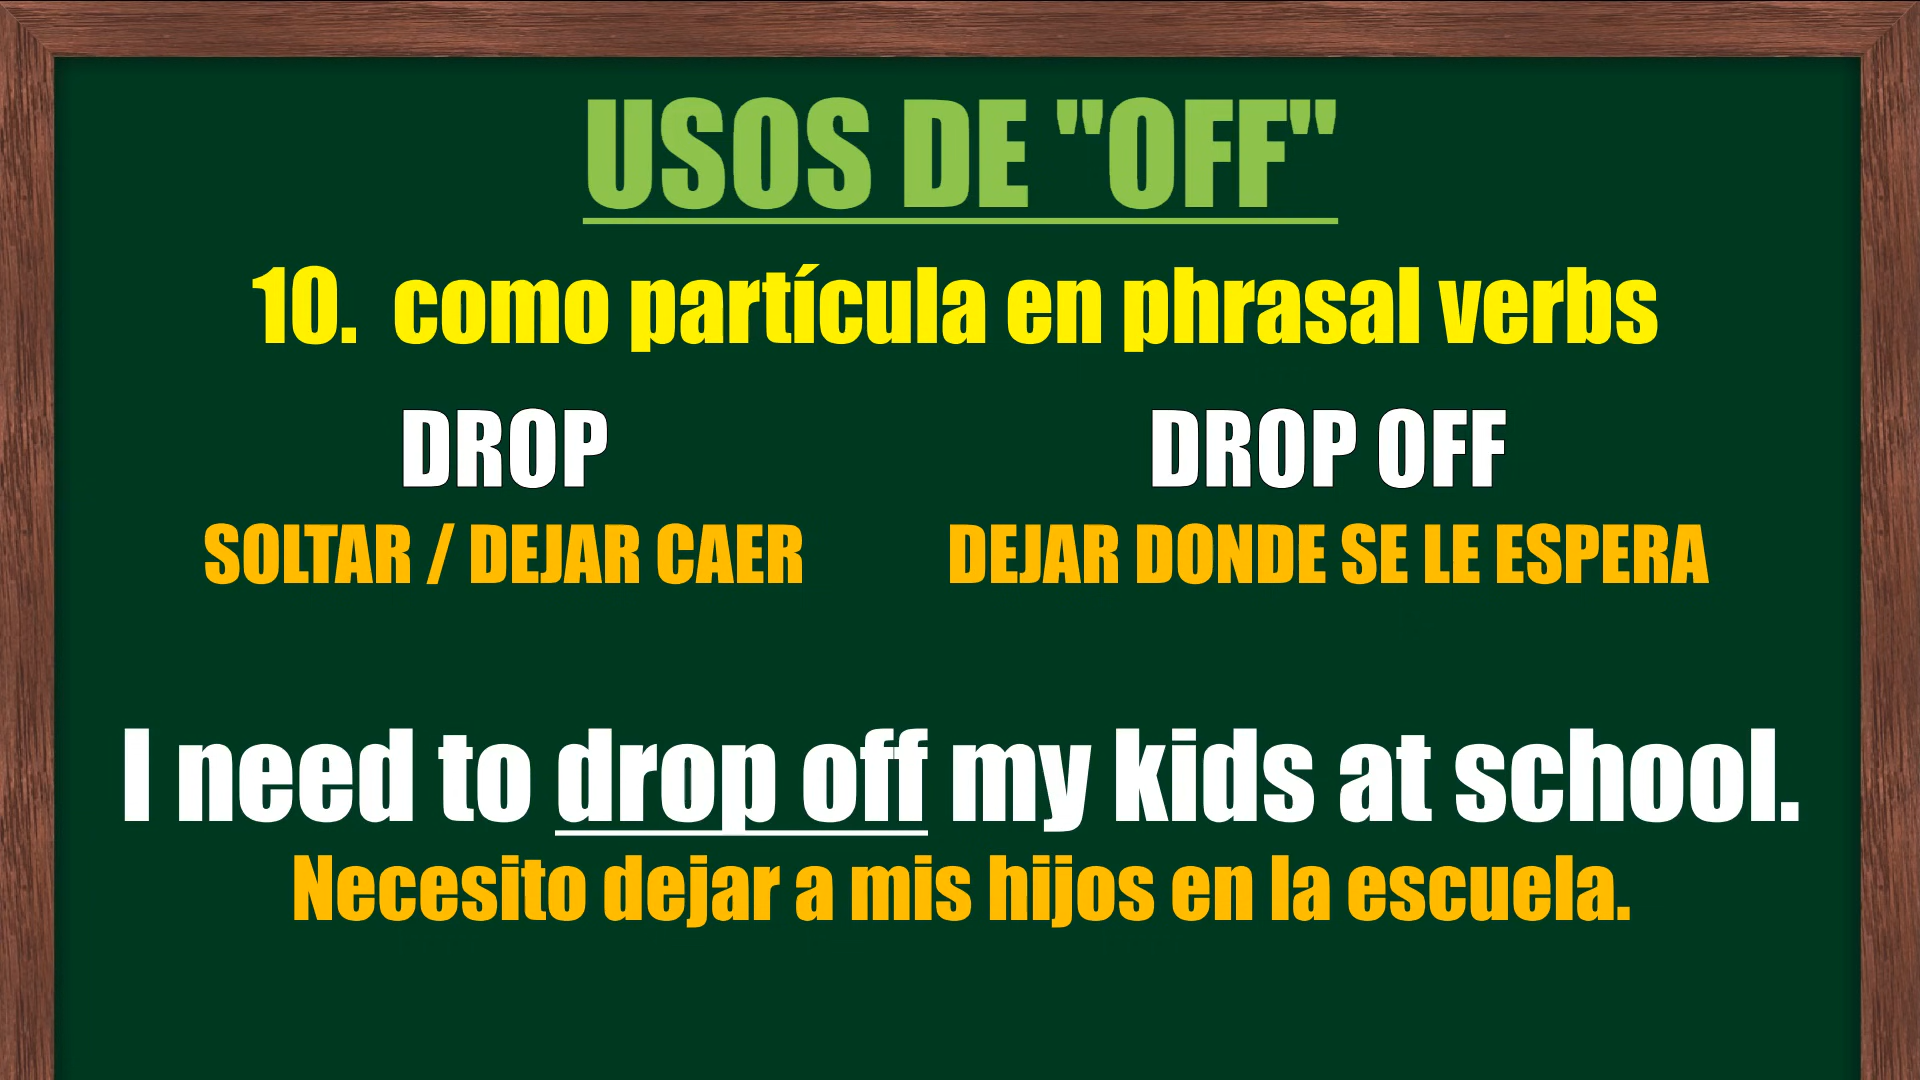 USOS DE "OFF"
10. como partícula en phrasal verbs
DROP DROP OFF
SOLTAR / DEJAR CAER DEJAR DONDE SE LE ESPERA
I need to drop off my kids at school.
Necesito dejar a mis hijos en la escuela.